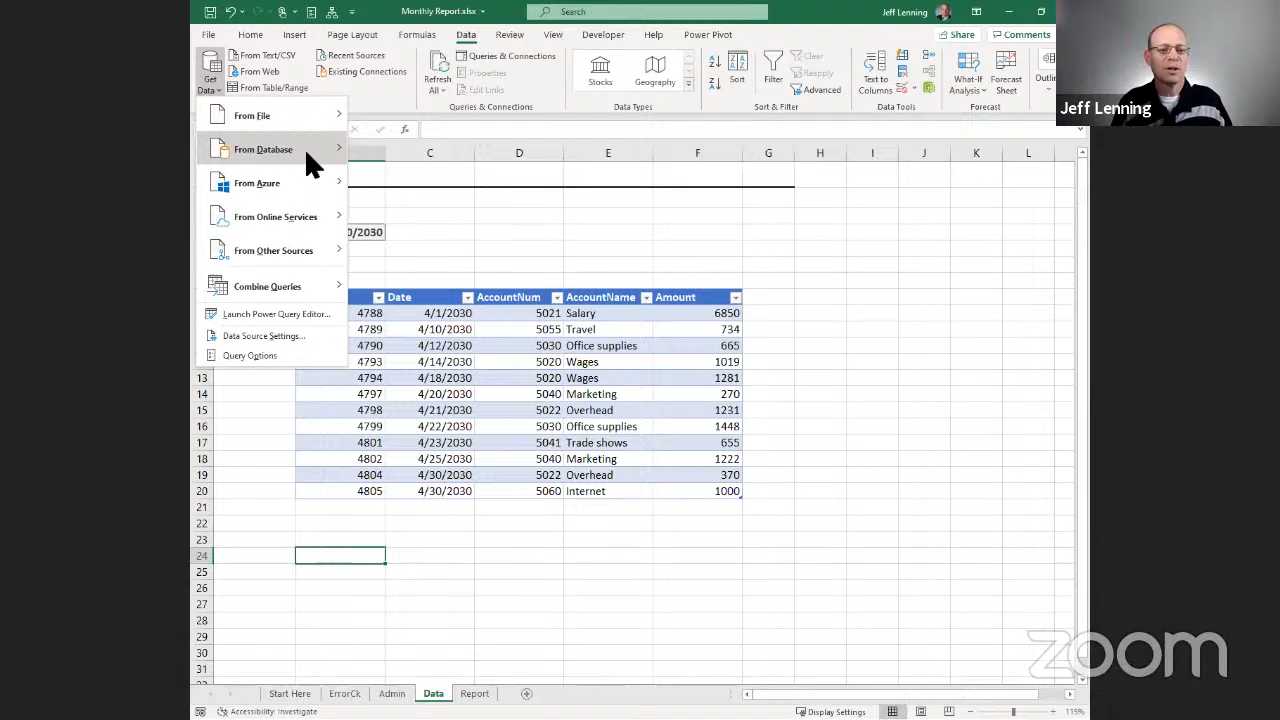 Monthly Report.xlsx
Search
Jeff Lenning
File Home Insert Page Layout Formulas Data Review View Developer Help Power Pivot Share Comments
Get Data
From Text/CSV
From Web
From Table/Range
Recent Sources
Existing Connections
Refresh All
Queries & Connections
Properties
Edit Links
Queries & Connections
Stocks
Geography
Data Types
Sort
Filter
Clear
Reapply
Advanced
Sort & Filter
Text to Columns
Data Tools
What-If Analysis
Forecast Sheet
Forecast
Outlin
Jeff Lenning
From File
From Database
From Azure
From Online Services
From Other Sources
Combine Queries
Launch Power Query Editor...
Data Source Settings...
Query Options
fx
C D E F G H I J K L
0/2030
Date AccountNum AccountName Amount
4788 4/1/2030 5021 Salary 6850
4789 4/10/2030 5055 Travel 734
4790 4/12/2030 5030 Office supplies 665
4793 4/14/2030 5020 Wages 1019
13 4794 4/18/2030 5020 Wages 1281
14 4797 4/20/2030 5040 Marketing 270
15 4798 4/21/2030 5022 Overhead 1231
16 4799 4/22/2030 5030 Office supplies 1448
17 4801 4/23/2030 5041 Trade shows 655
18 4802 4/25/2030 5040 Marketing 1222
19 4804 4/30/2030 5022 Overhead 370
20 4805 4/30/2030 5060 Internet 1000
21
22
23
24
25
26
27
28
29
30
31
zoom
Start Here ErrorCk Admin Data Report
Accessibility: Investigate
Display Settings
115%